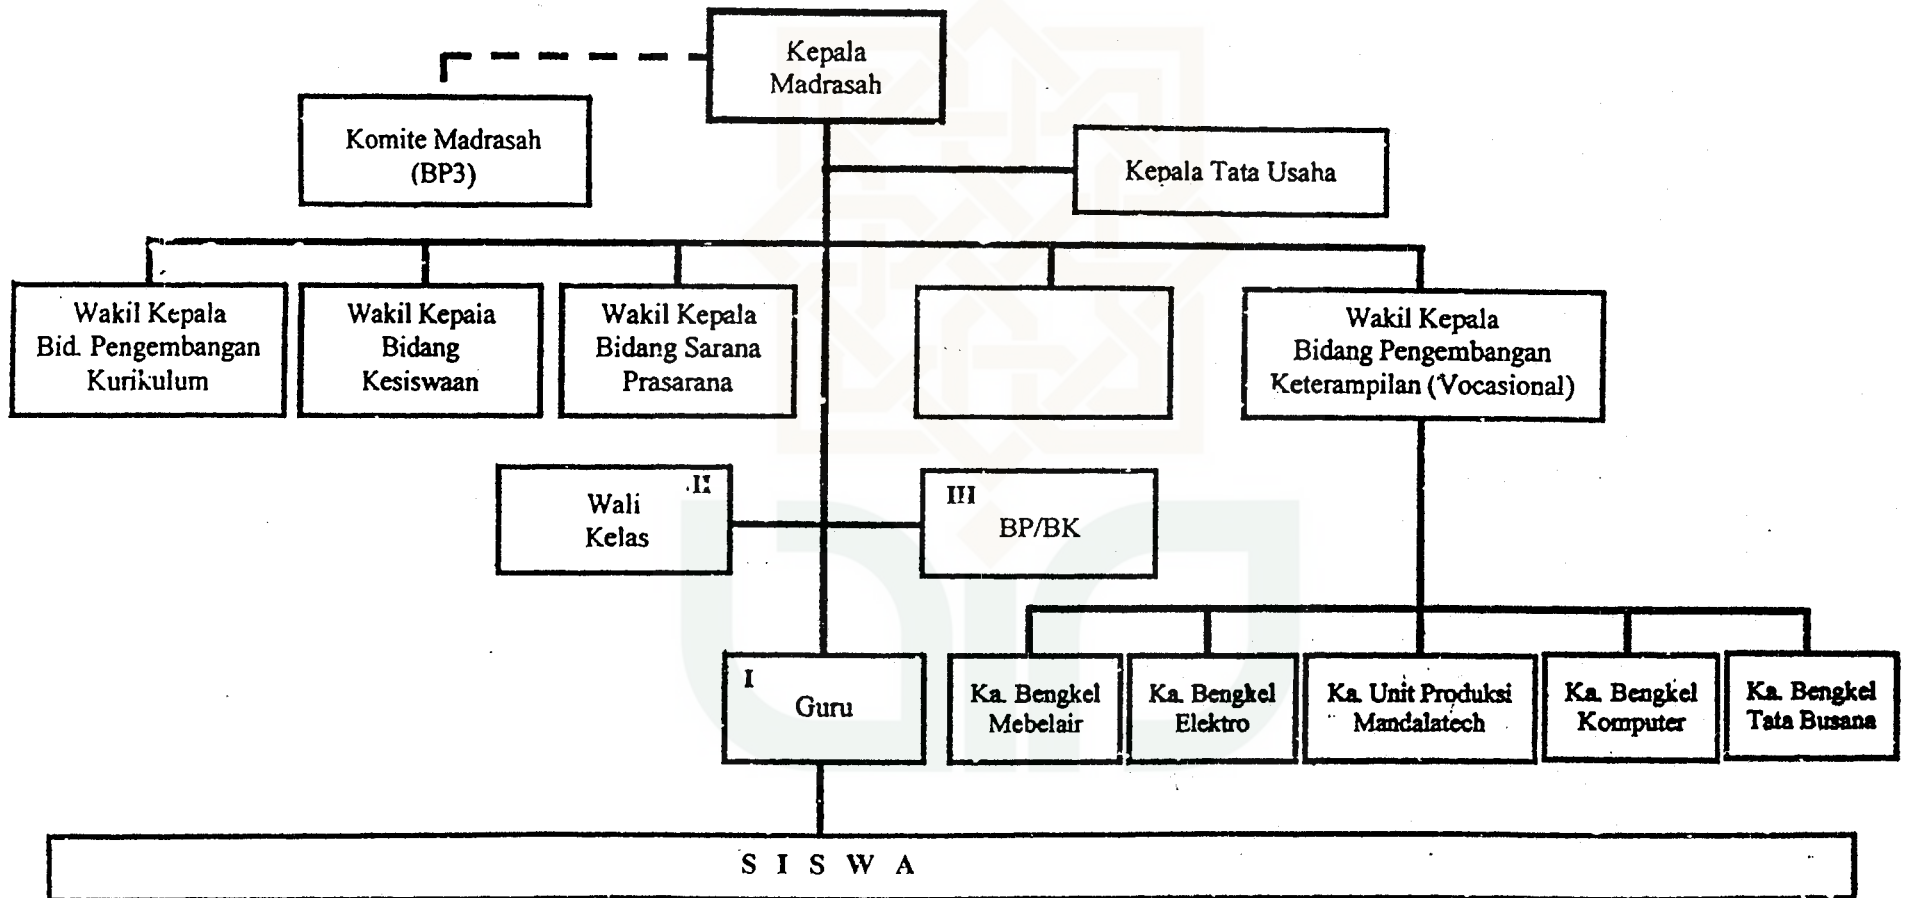 Kepala
Madrasah
Komite Madrasah
(BP3)
Kepala Tata Usaha
Wakil Kepala
Bid. Pengembangan
Kurikulum
Wakil Kepaia
Bidang
Kesiswaan
Wakil Kepala
Bidang Sarana
Prasarana
Wakil Kepala
Bidang Pengembangan
Keterampilan (Vocasional)
II
Wali
Kelas
III
BP/BK
I
Guru
Ka. Bengkel
Mebelair
Ka. Bengkel
Elektro
Ka. Unit Produksi
Mandalatech
Ka. Bengkel
Komputer
Ka. Bengkel
Tata Busana
S I S W A